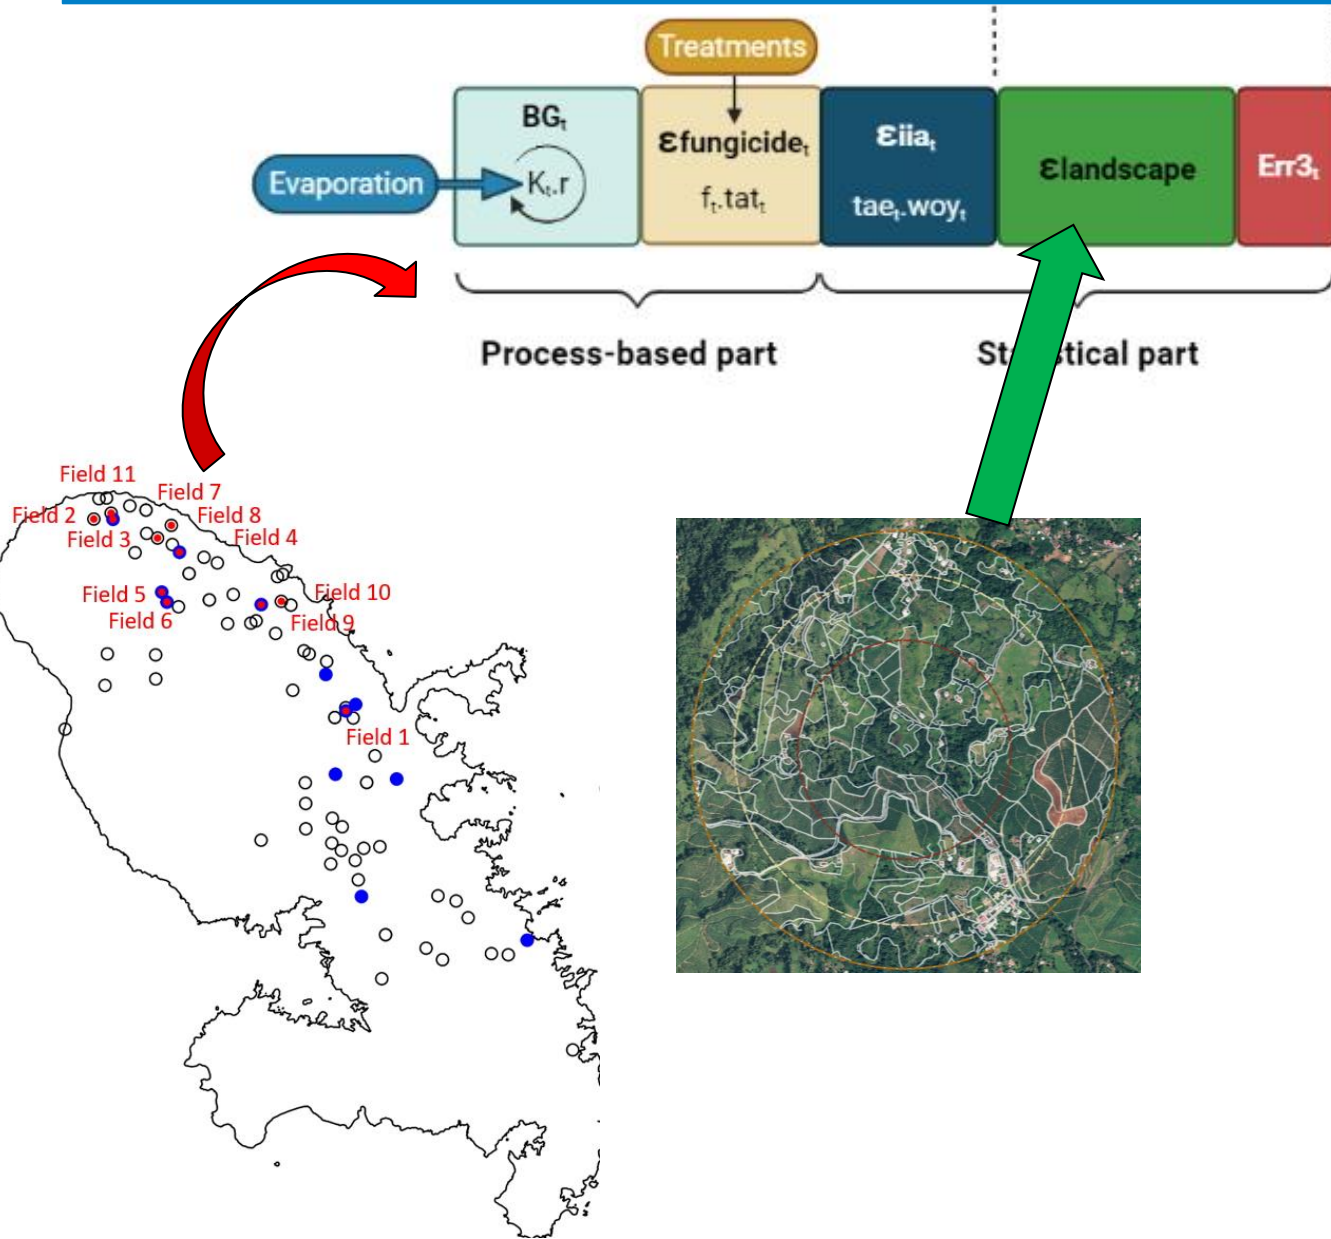 Treatments
BGₜ
εfungicideₜ
εiiaₜ
εlandscape
Err3ₜ
Evaporation
Kₜ.r
fₜ.tatₜ
taeₜ.woyₜ
Process-based part
Statistical part
Field 11
Field 7
Field 2
Field 8
Field 3
Field 4
Field 5
Field 10
Field 6
Field 9
Field 1